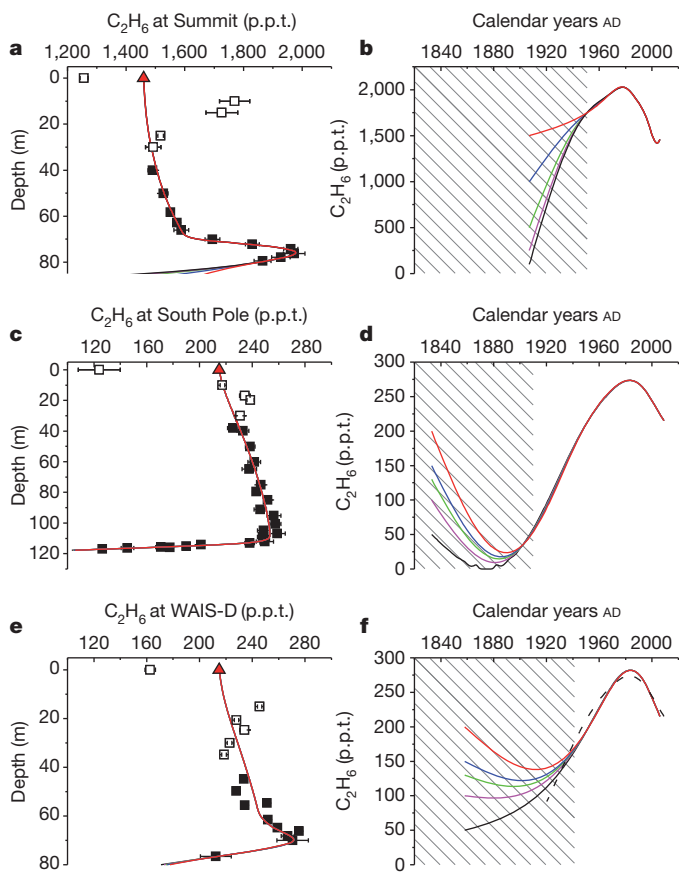 C2H6 at Summit (p.p.t.)
a
1,200 1,400 1,600 1,800 2,000
0
20
40
60
80
Depth (m)
Calendar years AD
b
1840 1880 1920 1960 2000
2,000
1,500
1,000
500
0
C2H6 (p.p.t.)
C2H6 at South Pole (p.p.t.)
c
120 160 200 240 280
0
20
40
60
80
100
120
Depth (m)
Calendar years AD
d
1840 1880 1920 1960 2000
300
250
200
150
100
50
0
C2H6 (p.p.t.)
C2H6 at WAIS-D (p.p.t.)
e
120 160 200 240 280
0
20
40
60
80
Depth (m)
Calendar years AD
f
1840 1880 1920 1960 2000
300
250
200
150
100
50
0
C2H6 (p.p.t.)